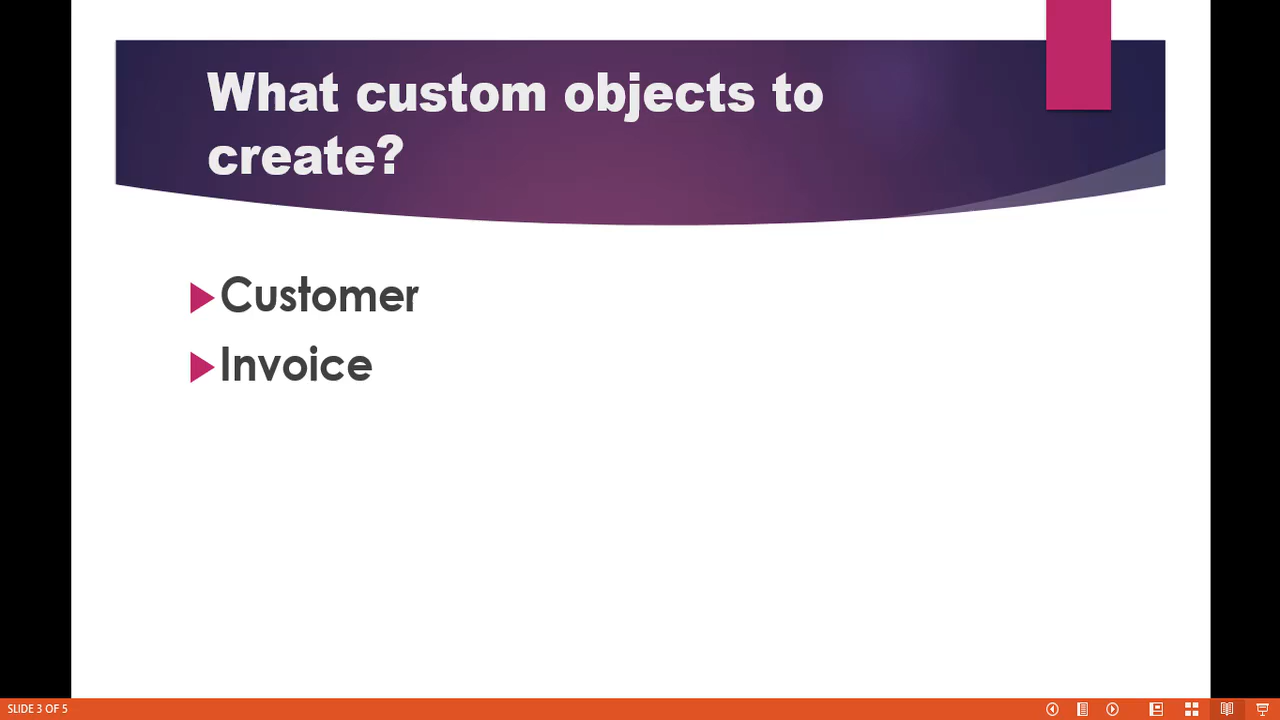 What custom objects to
create?
Customer
Invoice
SLIDE 3 OF 5